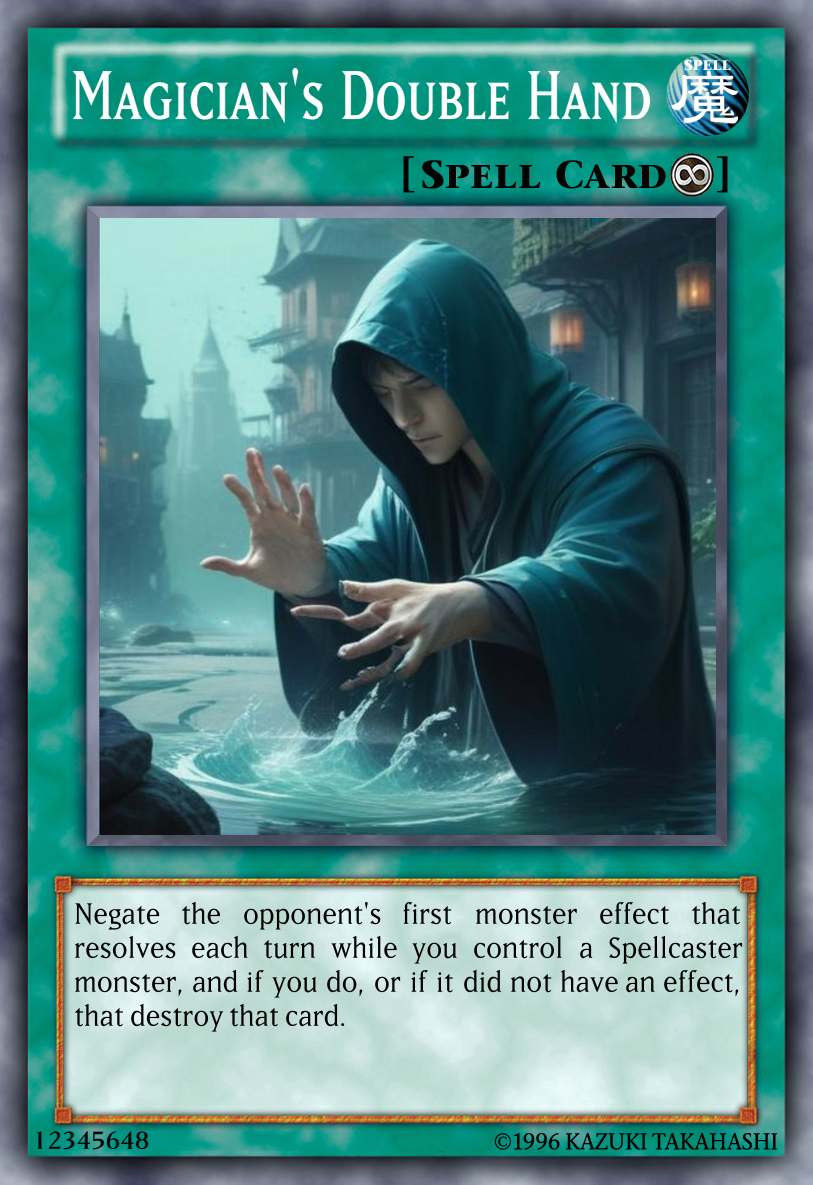 Magician's Double Hand
SPELL
魔
[Spell Card]
Negate the opponent's first monster effect that
resolves each turn while you control a Spellcaster
monster, and if you do, or if it did not have an effect,
that destroy that card.
12345648
©1996 KAZUKI TAKAHASHI